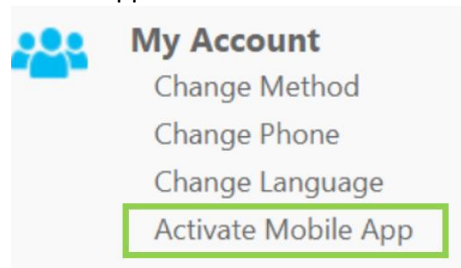 My Account
Change Method
Change Phone
Change Language
Activate Mobile App